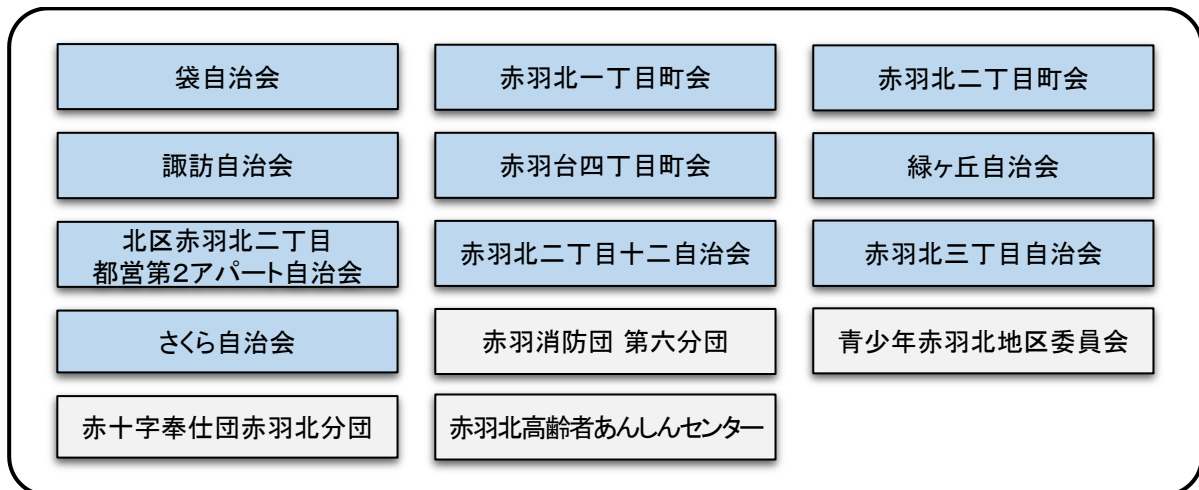 袋自治会
赤羽北一丁目町会
赤羽北二丁目町会
諏訪自治会
赤羽台四丁目町会
緑ヶ丘自治会
北区赤羽北二丁目
都営第2アパート自治会
赤羽北二丁目十二自治会
赤羽北三丁目自治会
さくら自治会
赤羽消防団 第六分団
青少年赤羽北地区委員会
赤十字奉仕団赤羽北分団
赤羽北高齢者あんしんセンター